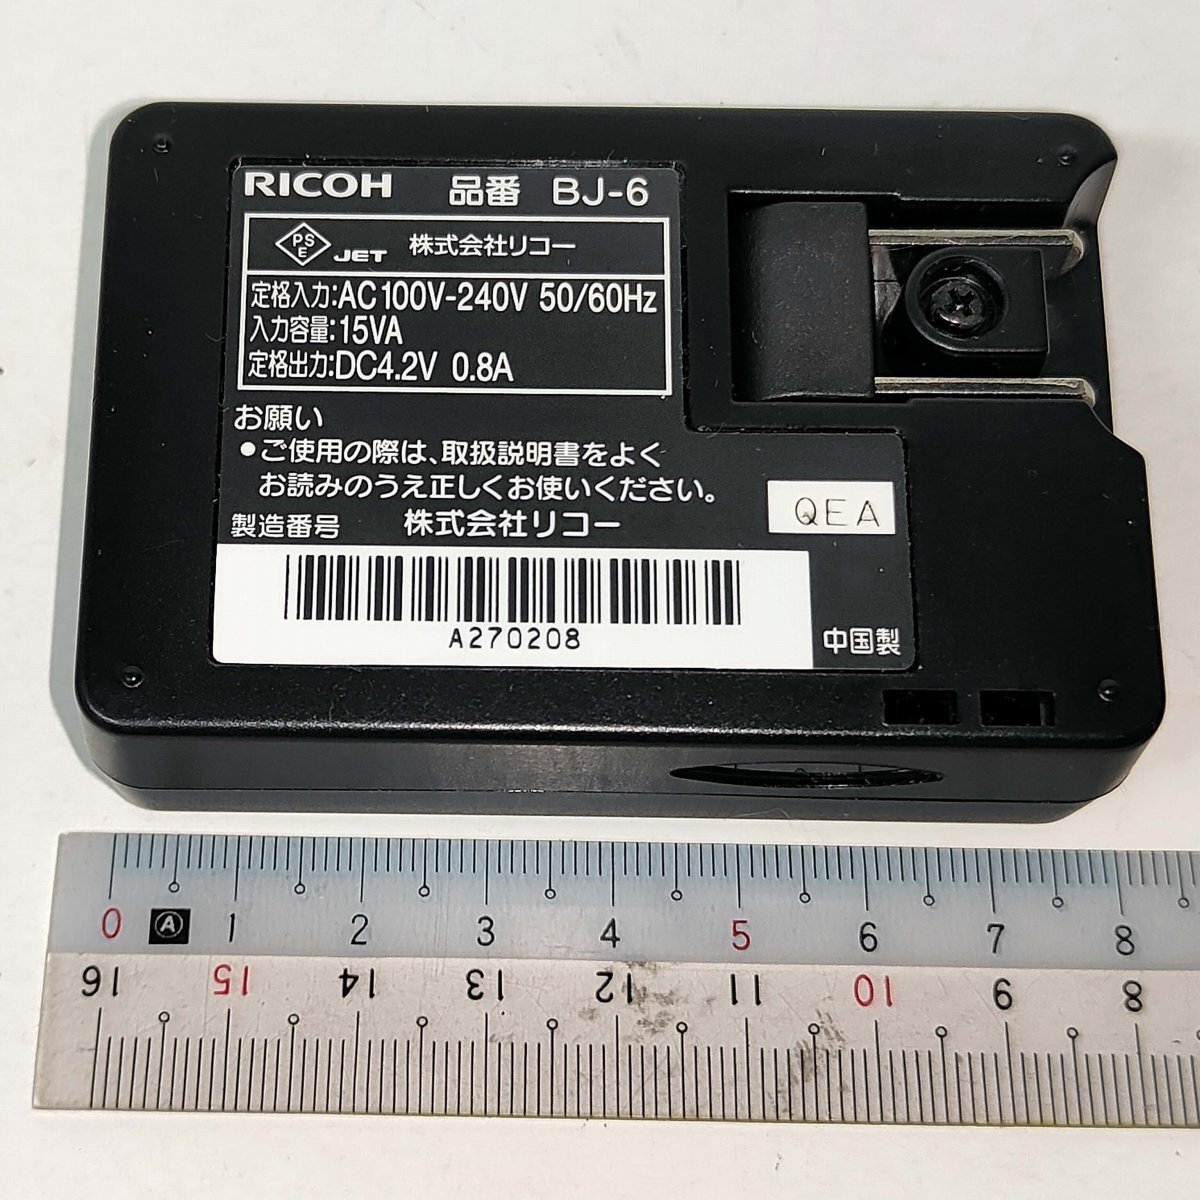 RICOH 品番 BJ-6
PSE JET 株式会社リコー
定格入力:AC100V-240V 50/60Hz
入力容量:15VA
定格出力:DC4.2V 0.8A
お願い
●ご使用の際は、取扱説明書をよく
お読みのうえ正しくお使いください。
製造番号 株式会社リコー
QEA
A270208
中国製
0 A 1 2 3 4 5 6 7 8
16 15 14 13 12 11 10 9 8